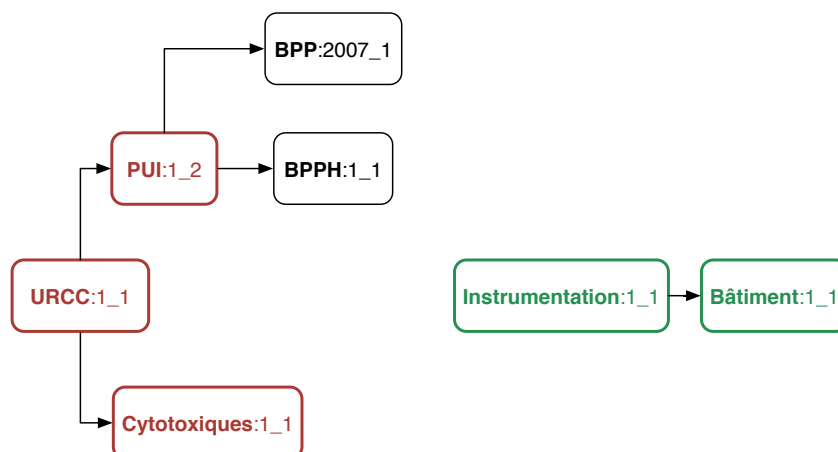 BPP:2007_1
PUI:1_2
BPPH:1_1
URCC:1_1
Instrumentation:1_1
Bâtiment:1_1
Cytotoxiques:1_1